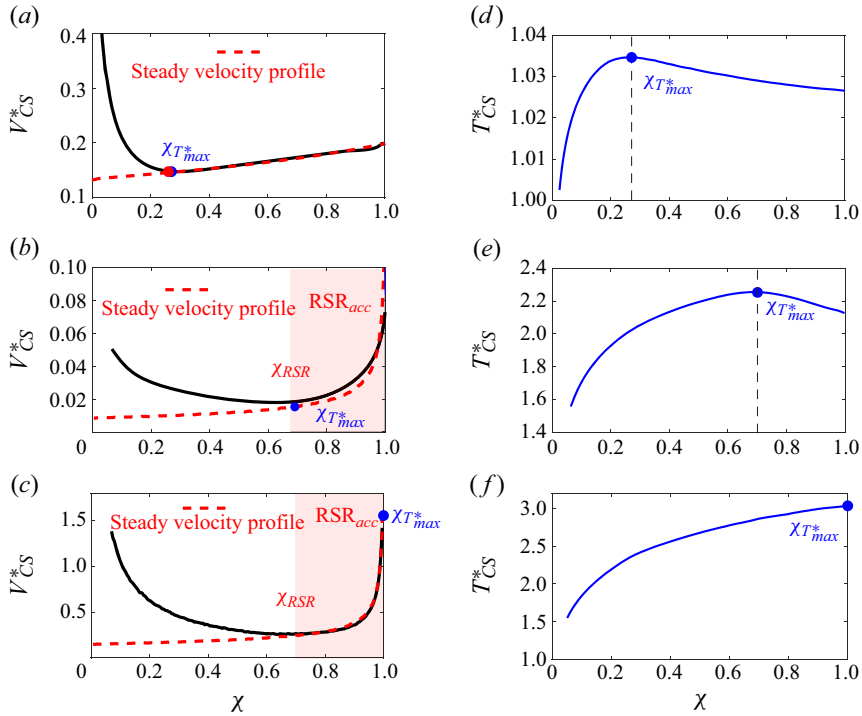 (a)
0.4
0.3
0.2
0.1
V*CS
Steady velocity profile
χT*max
0 0.2 0.4 0.6 0.8 1.0
(d)
1.04
1.03
1.02
1.01
1.00
T*CS
χT*max
0 0.2 0.4 0.6 0.8 1.0
(b)
0.10
0.08
0.06
0.04
0.02
V*CS
Steady velocity profile
RSRacc
χRSR
χT*max
0 0.2 0.4 0.6 0.8 1.0
(e)
2.4
2.2
2.0
1.8
1.6
1.4
T*CS
χT*max
0 0.2 0.4 0.6 0.8 1.0
(c)
1.5
1.0
0.5
V*CS
Steady velocity profile
RSRacc
χT*max
χRSR
0 0.2 0.4 0.6 0.8 1.0
χ
(f)
3.0
2.5
2.0
1.5
1.0
T*CS
χT*max
0 0.2 0.4 0.6 0.8 1.0
χ